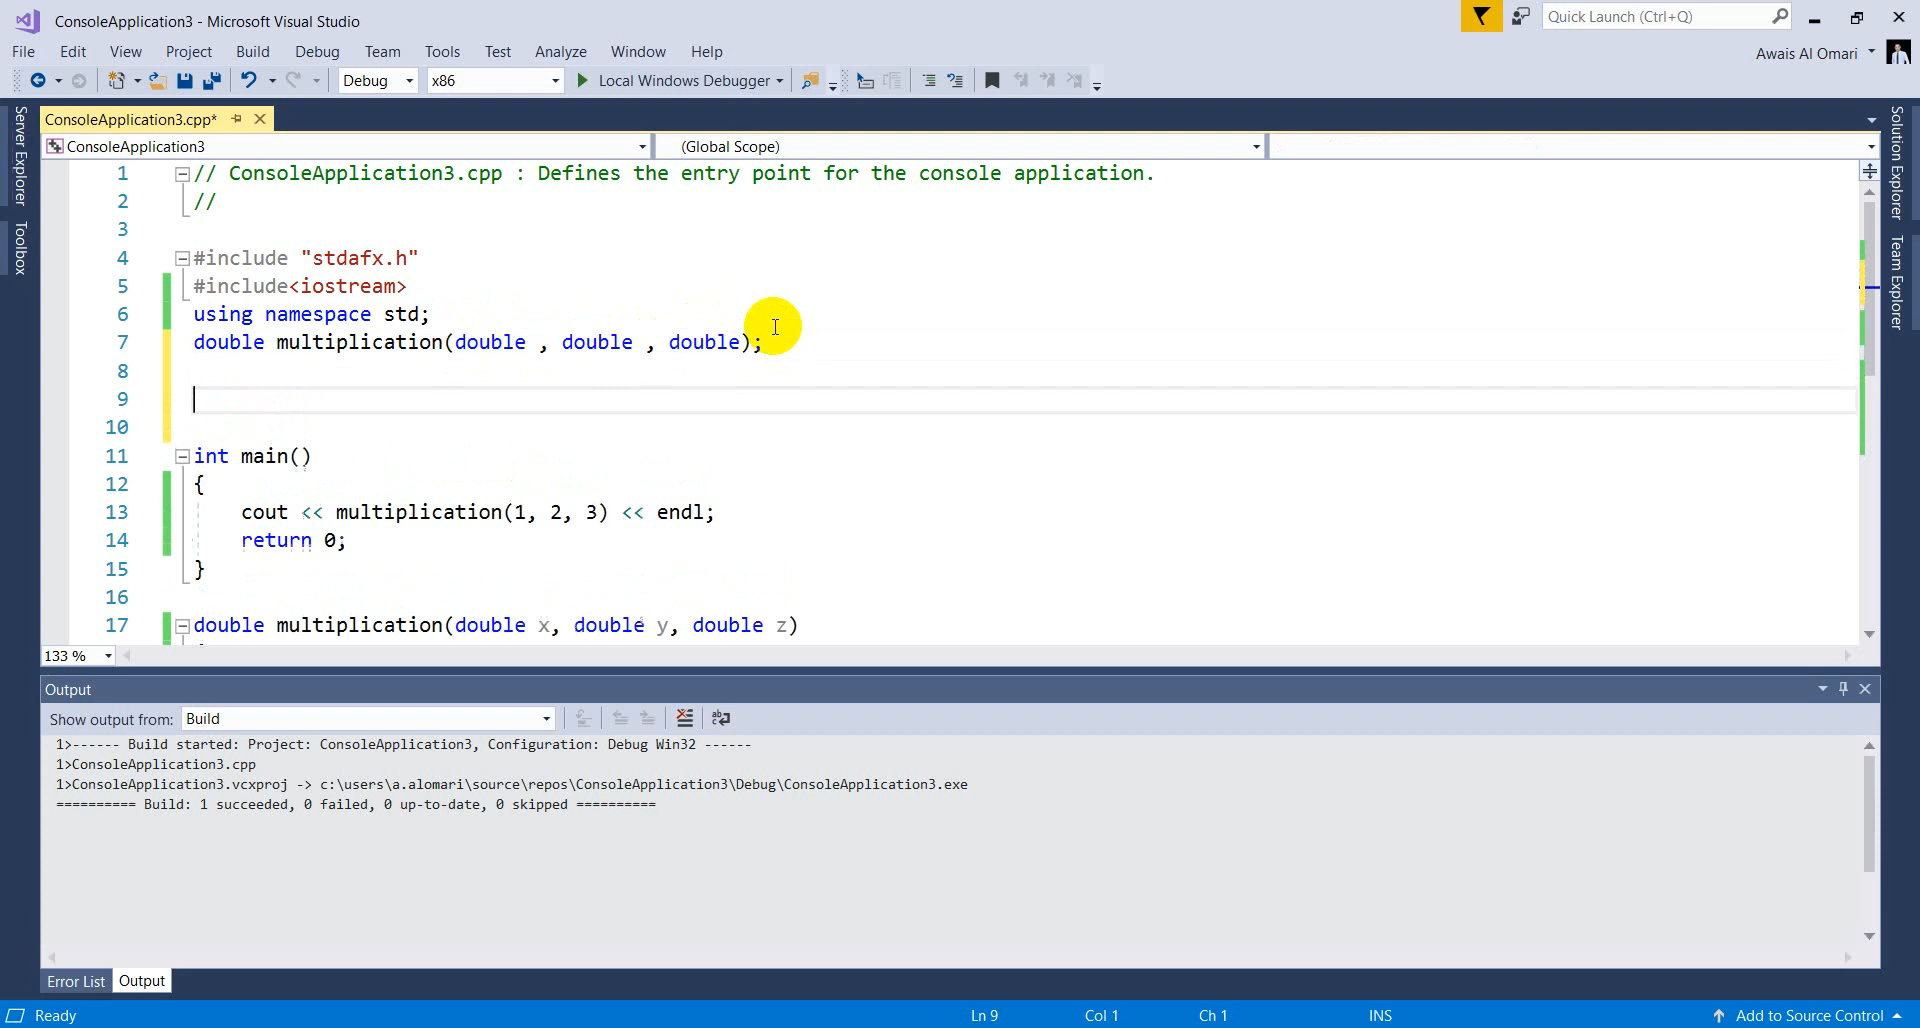 ConsoleApplication3 - Microsoft Visual Studio
Quick Launch (Ctrl+Q)
File Edit View Project Build Debug Team Tools Test Analyze Window Help
Awais Al Omari
Debug x86 Local Windows Debugger
Server Explorer
Toolbox
Solution Explorer
Team Explorer
ConsoleApplication3.cpp*
ConsoleApplication3 (Global Scope)
1 // ConsoleApplication3.cpp : Defines the entry point for the console application.
2 //
3
4 #include "stdafx.h"
5 #include<iostream>
6 using namespace std;
7 double multiplication(double , double , double);
8
9
10
11 int main()
12 {
13 cout << multiplication(1, 2, 3) << endl;
14 return 0;
15 }
16
17 double multiplication(double x, double y, double z)
133 %
Output
Show output from: Build
1>------ Build started: Project: ConsoleApplication3, Configuration: Debug Win32 ------
1>ConsoleApplication3.cpp
1>ConsoleApplication3.vcxproj -> c:\users\a.alomari\source\repos\ConsoleApplication3\Debug\ConsoleApplication3.exe
========== Build: 1 succeeded, 0 failed, 0 up-to-date, 0 skipped ==========
Error List Output
Ready Ln 9 Col 1 Ch 1 INS Add to Source Control